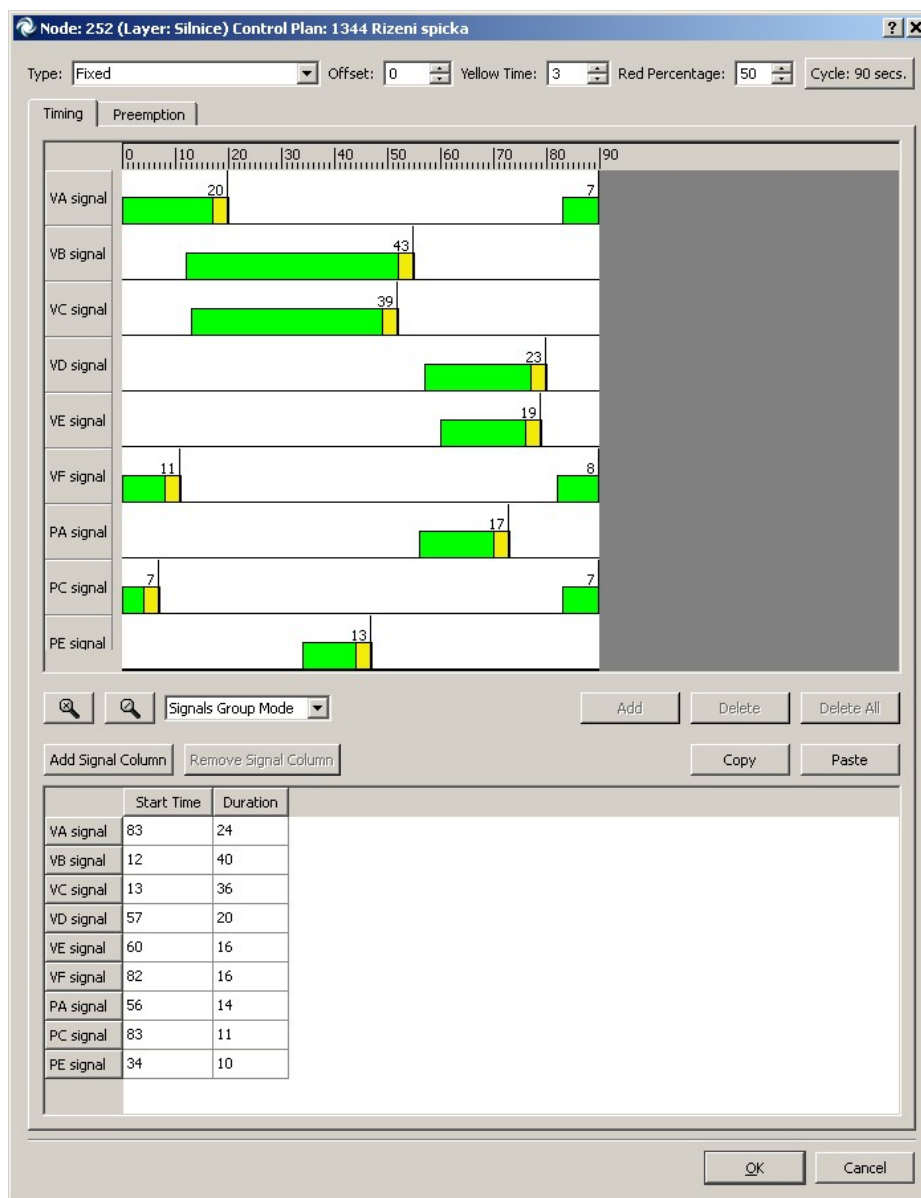 Node: 252 (Layer: Silnice) Control Plan: 1344 Rizeni spicka
Type: Fixed Offset: 0 Yellow Time: 3 Red Percentage: 50 Cycle: 90 secs.
Timing Preemption
0 10 20 30 40 50 60 70 80 90
VA signal 20 7
VB signal 43
VC signal 39
VD signal 23
VE signal 19
VF signal 11 8
PA signal 17
PC signal 7 7
PE signal 13
Signals Group Mode Add Delete Delete All
Add Signal Column Remove Signal Column Copy Paste
Start Time Duration
VA signal 83 24
VB signal 12 40
VC signal 13 36
VD signal 57 20
VE signal 60 16
VF signal 82 16
PA signal 56 14
PC signal 83 11
PE signal 34 10
OK Cancel